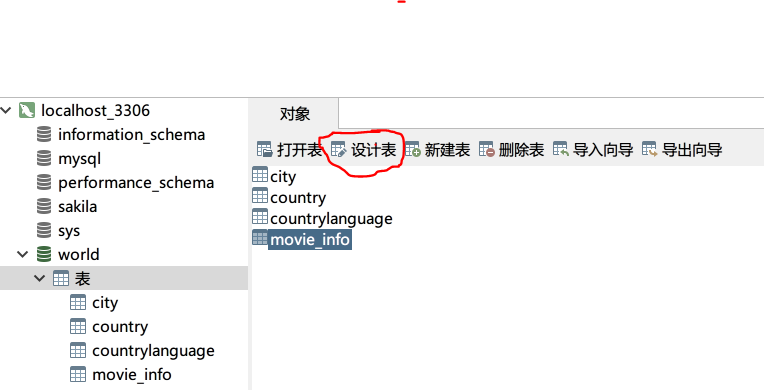 localhost_3306
information_schema
mysql
performance_schema
sakila
sys
world
表
city
country
countrylanguage
movie_info
对象
打开表 设计表 新建表 删除表 导入向导 导出向导
city
country
countrylanguage
movie_info